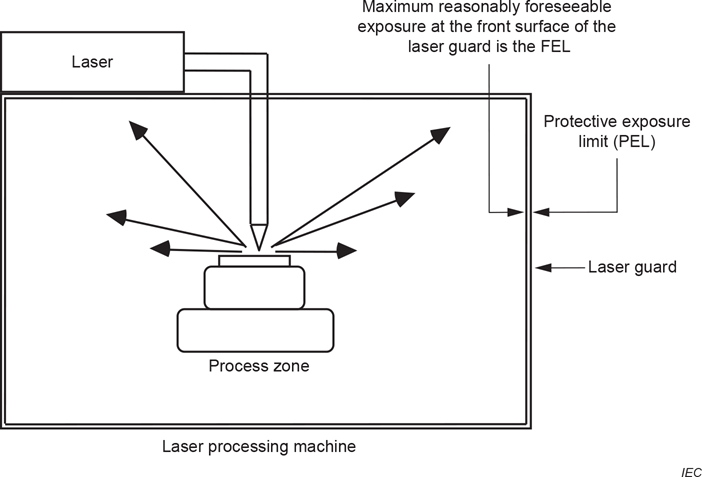 Maximum reasonably foreseeable
exposure at the front surface of the
laser guard is the FEL
Laser
Protective exposure
limit (PEL)
Laser guard
Process zone
Laser processing machine
IEC